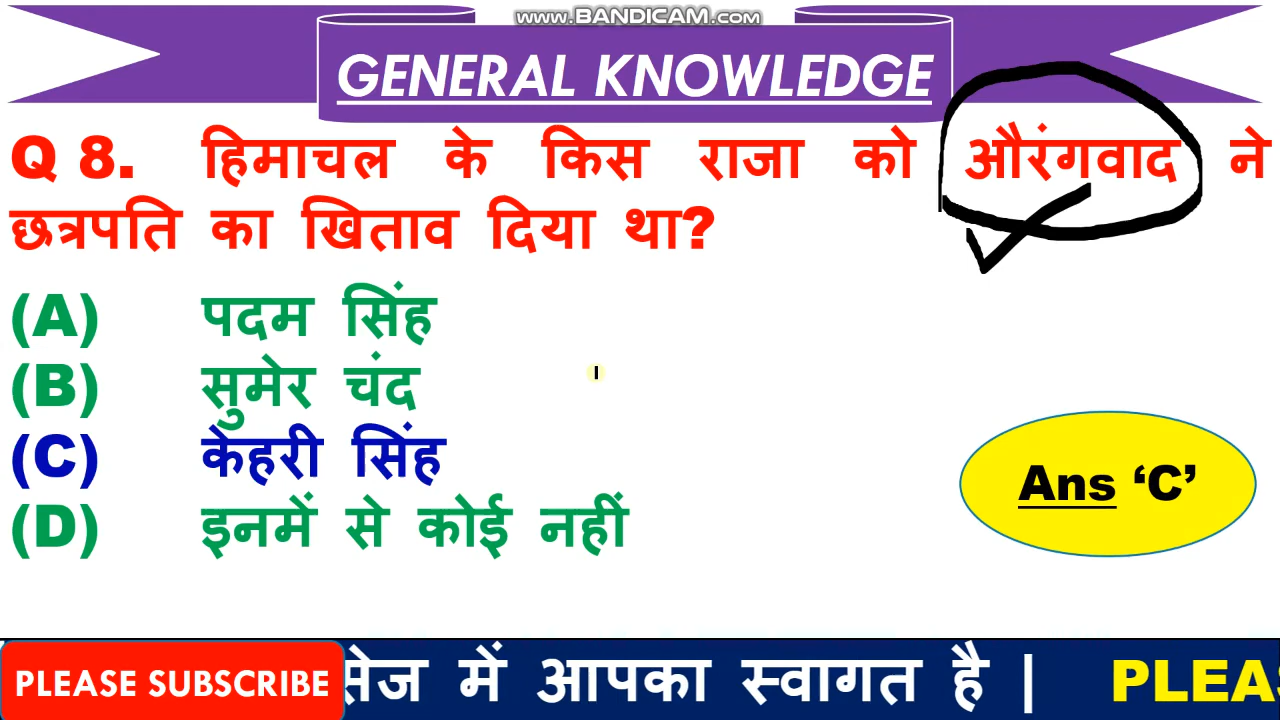 www.BANDICAM.com
GENERAL KNOWLEDGE
Q 8. हिमाचल के किस राजा को औरंगवाद ने
छत्रपति का खिताव दिया था?
(A) पदम सिंह
(B) सुमेर चंद
(C) केहरी सिंह
(D) इनमें से कोई नहीं
Ans ‘C’
PLEASE SUBSCRIBE
में आपका स्वागत है |